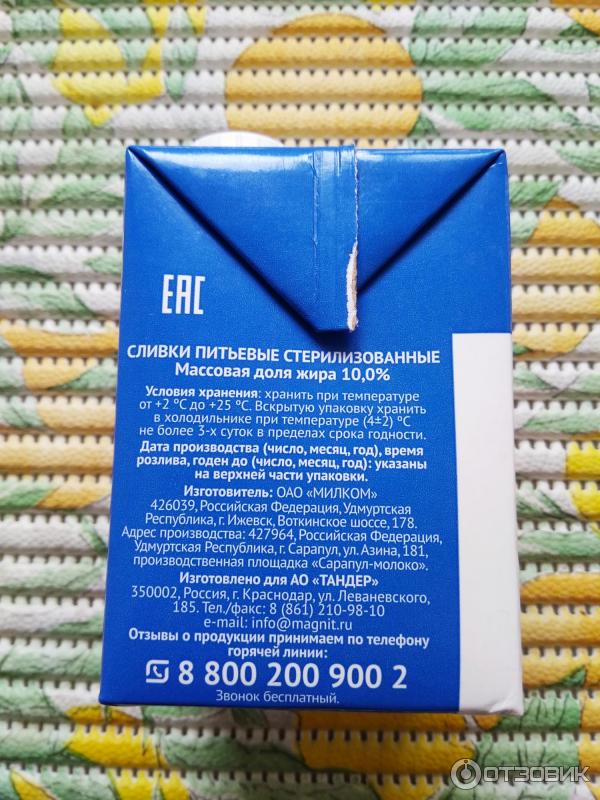 EAC
СЛИВКИ ПИТЬЕВЫЕ СТЕРИЛИЗОВАННЫЕ
Массовая доля жира 10,0%
Условия хранения: хранить при температуре
от +2 °С до +25 °С. Вскрытую упаковку хранить
в холодильнике при температуре (4±2) °С
не более 3-х суток в пределах срока годности.
Дата производства (число, месяц, год), время
розлива, годен до (число, месяц, год): указаны
на верхней части упаковки.
Изготовитель: ОАО «МИЛКОМ»
426039, Российская Федерация, Удмуртская
Республика, г. Ижевск, Воткинское шоссе, 178.
Адрес производства: 427964, Российская Федерация,
Удмуртская Республика, г. Сарапул, ул. Азина, 181,
производственная площадка «Сарапул-молоко».
Изготовлено для АО "ТАНДЕР"
350002, Россия, г. Краснодар, ул. Леваневского,
185. Тел./факс: 8 (861) 210-98-10
e-mail: info@magnit.ru
Отзывы о продукции принимаем по телефону
горячей линии:
8 800 200 900 2
Звонок бесплатный.
ОТЗОВИК